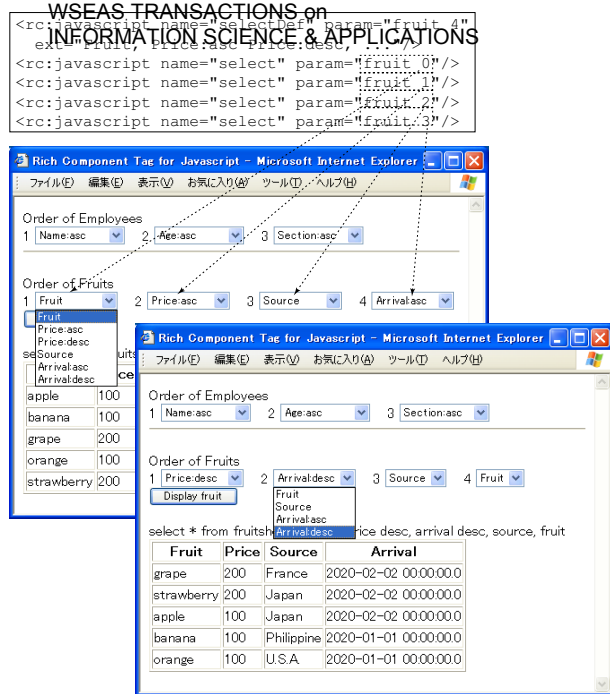 WSEAS TRANSACTIONS on
INFORMATION SCIENCE & APPLICATIONS
<rc:javascript name="selectDef" param="fruit 4"
ext="Fruit, Price:asc Price:desc, ..."/>
<rc:javascript name="select" param="fruit 0"/>
<rc:javascript name="select" param="fruit 1"/>
<rc:javascript name="select" param="fruit 2"/>
<rc:javascript name="select" param="fruit 3"/>
Rich Component Tag for Javascript - Microsoft Internet Explorer
ファイル(F) 編集(E) 表示(V) お気に入り(A) ツール(T) ヘルプ(H)
Order of Employees
1 Name:asc 2 Age:asc 3 Section:asc
Order of Fruits
1 Fruit 2 Price:asc 3 Source 4 Arrival:asc
Fruit
Price:asc
Price:desc
Source
Arrival:asc
Arrival:desc
apple 100
banana 100
grape 200
orange 100
strawberry 200
Rich Component Tag for Javascript - Microsoft Internet Explorer
ファイル(F) 編集(E) 表示(V) お気に入り(A) ツール(T) ヘルプ(H)
Order of Employees
1 Name:asc 2 Age:asc 3 Section:asc
Order of Fruits
1 Price:desc 2 Arrival:desc 3 Source 4 Fruit
Display fruit
Fruit
Source
Arrival:asc
Arrival:desc
select * from fruitsh rice desc, arrival desc, source, fruit
Fruit Price Source Arrival
grape 200 France 2020-02-02 00:00:00.0
strawberry 200 Japan 2020-02-02 00:00:00.0
apple 100 Japan 2020-02-02 00:00:00.0
banana 100 Philippine 2020-01-01 00:00:00.0
orange 100 U.S.A. 2020-01-01 00:00:00.0